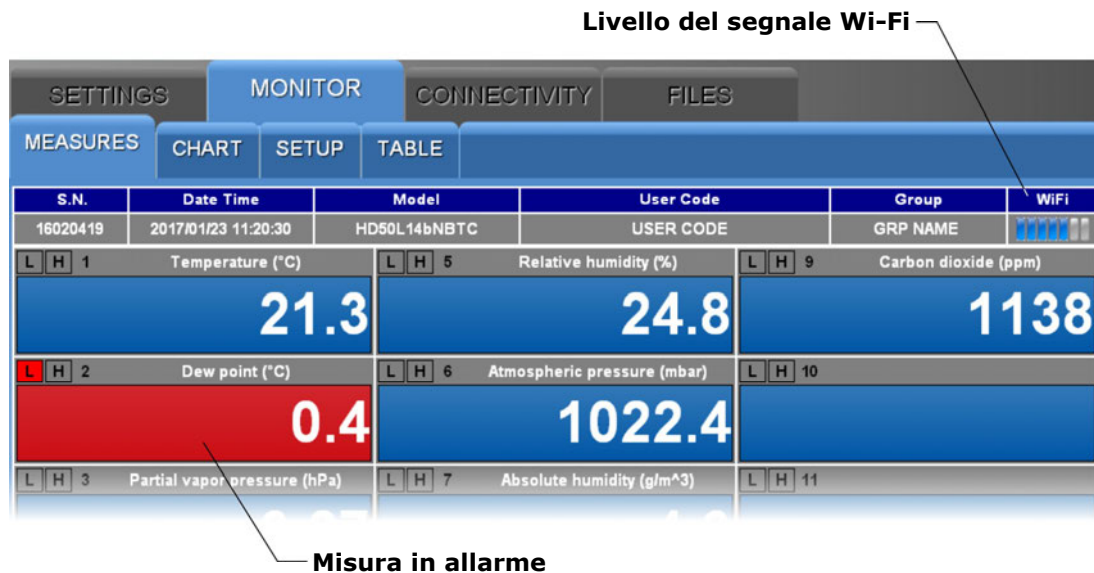 Livello del segnale Wi-Fi
SETTINGS MONITOR CONNECTIVITY FILES
MEASURES CHART SETUP TABLE
S.N. Date Time Model User Code Group WiFi
16020419 2017/01/23 11:20:30 HD50L14bNBTC USER CODE GRP NAME
L H 1 Temperature (°C) L H 5 Relative humidity (%) L H 9 Carbon dioxide (ppm)
21.3 24.8 1138
L H 2 Dew point (°C) L H 6 Atmospheric pressure (mbar) L H 10
0.4 1022.4
L H 3 Partial vapor pressure (hPa) L H 7 Absolute humidity (g/m^3) L H 11
Misura in allarme